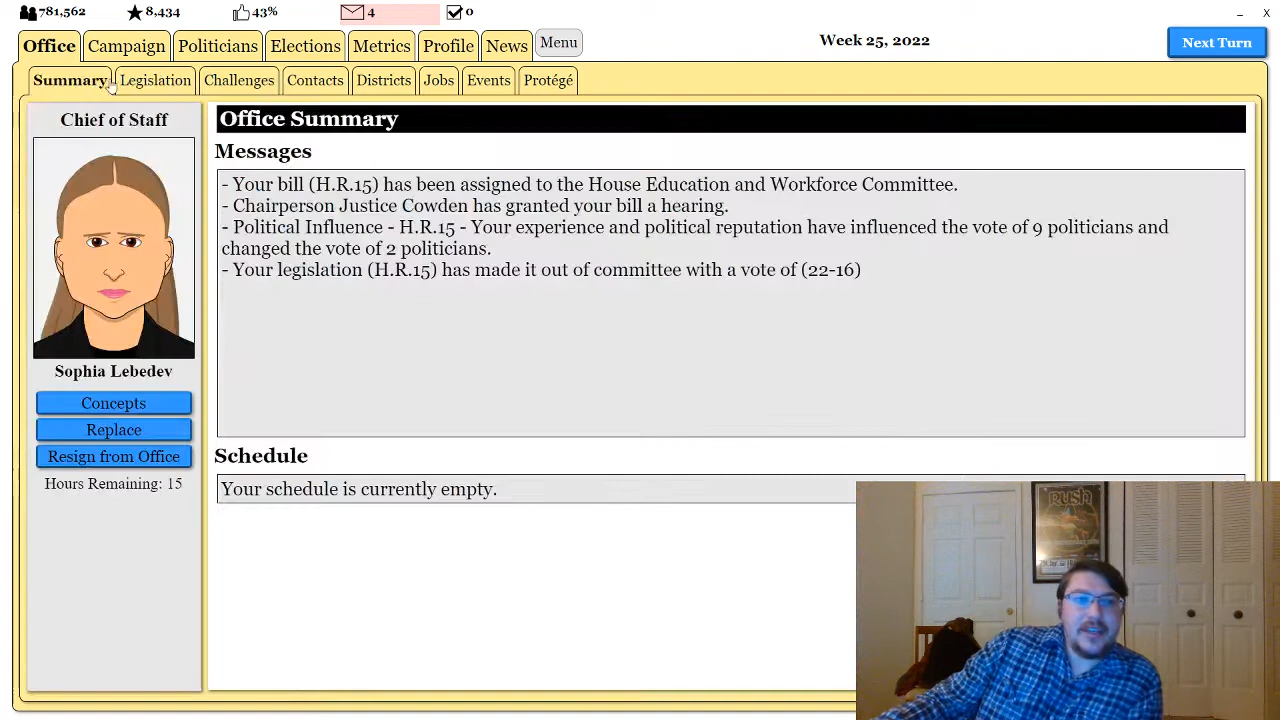 781,562 8,434 43% 4 0 _ X
Office Campaign Politicians Elections Metrics Profile News Menu Week 25, 2022 Next Turn
Summary Legislation Challenges Contacts Districts Jobs Events Protégé
Chief of Staff
Sophia Lebedev
Concepts
Replace
Resign from Office
Hours Remaining: 15
Office Summary
Messages
- Your bill (H.R.15) has been assigned to the House Education and Workforce Committee.
- Chairperson Justice Cowden has granted your bill a hearing.
- Political Influence - H.R.15 - Your experience and political reputation have influenced the vote of 9 politicians and
changed the vote of 2 politicians.
- Your legislation (H.R.15) has made it out of committee with a vote of (22-16)
Schedule
Your schedule is currently empty.
RUSH